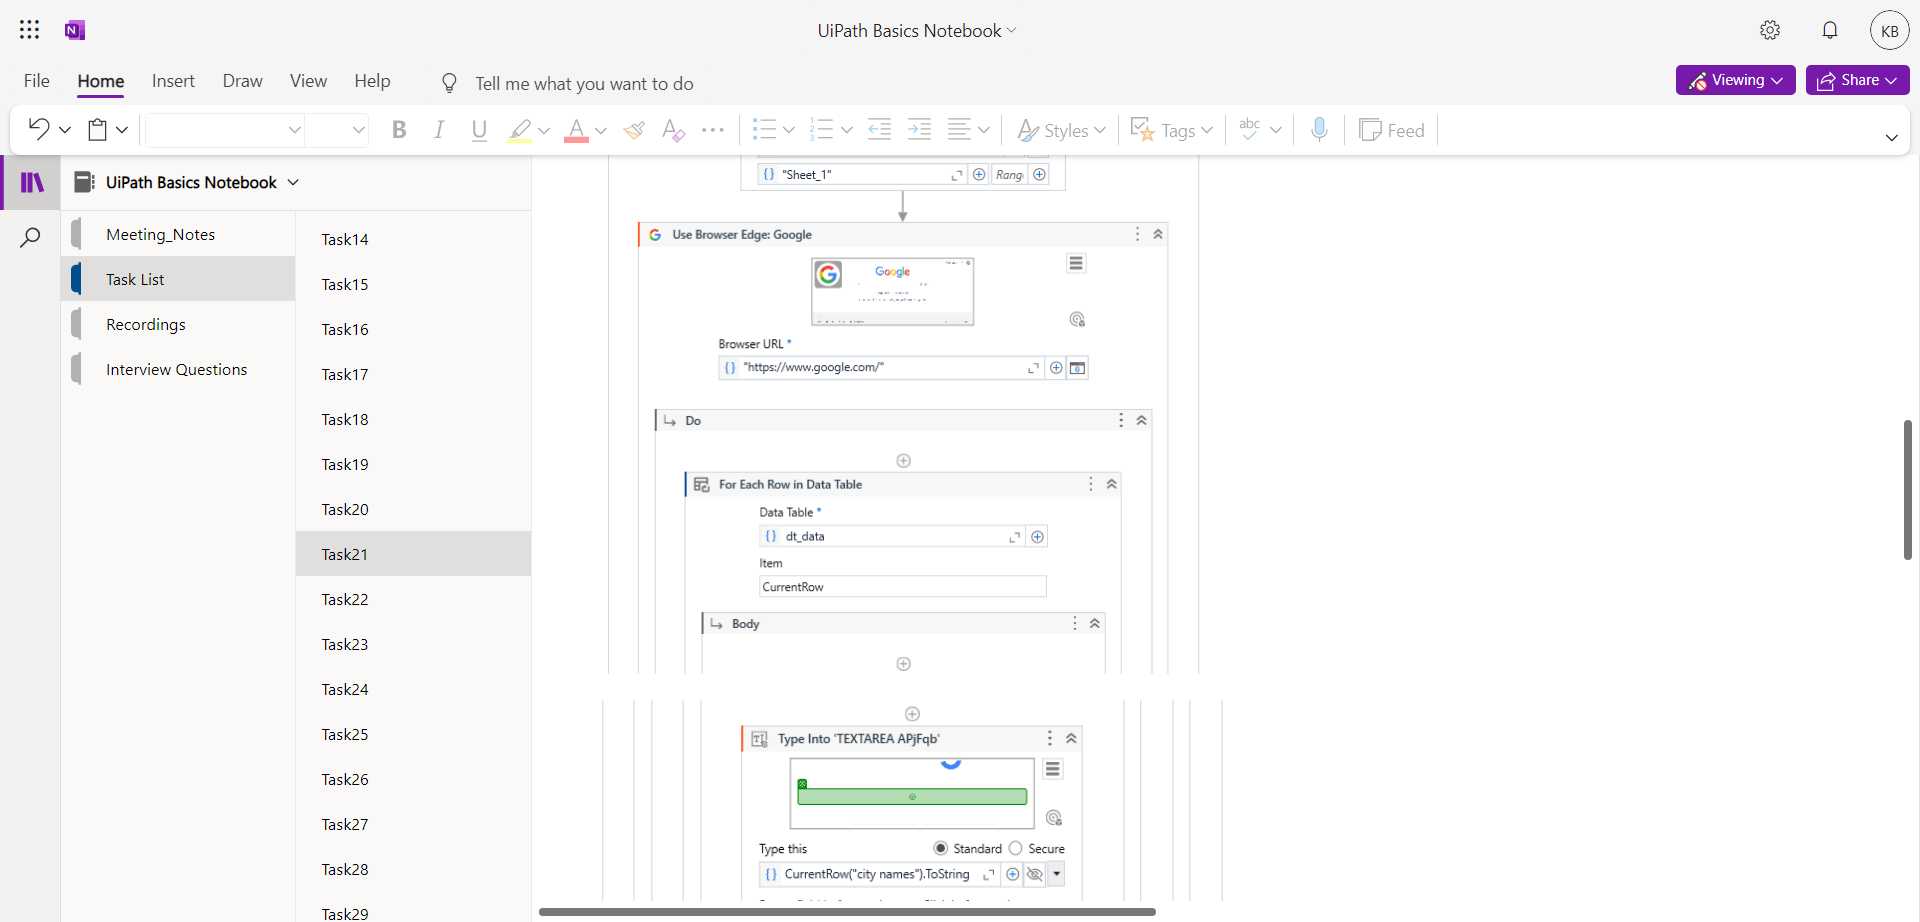 UiPath Basics Notebook
KB
File Home Insert Draw View Help Tell me what you want to do
Viewing Share
B I U A A Styles Tags abc Feed
UiPath Basics Notebook
Meeting_Notes
Task List
Recordings
Interview Questions
Task14
Task15
Task16
Task17
Task18
Task19
Task20
Task21
Task22
Task23
Task24
Task25
Task26
Task27
Task28
Task29
"Sheet_1" Rang
Use Browser Edge: Google
Google
Browser URL *
"https://www.google.com/"
Do
For Each Row in Data Table
Data Table *
dt_data
Item
CurrentRow
Body
Type Into 'TEXTAREA APjFqb'
Type this Standard Secure
CurrentRow("city names").ToString